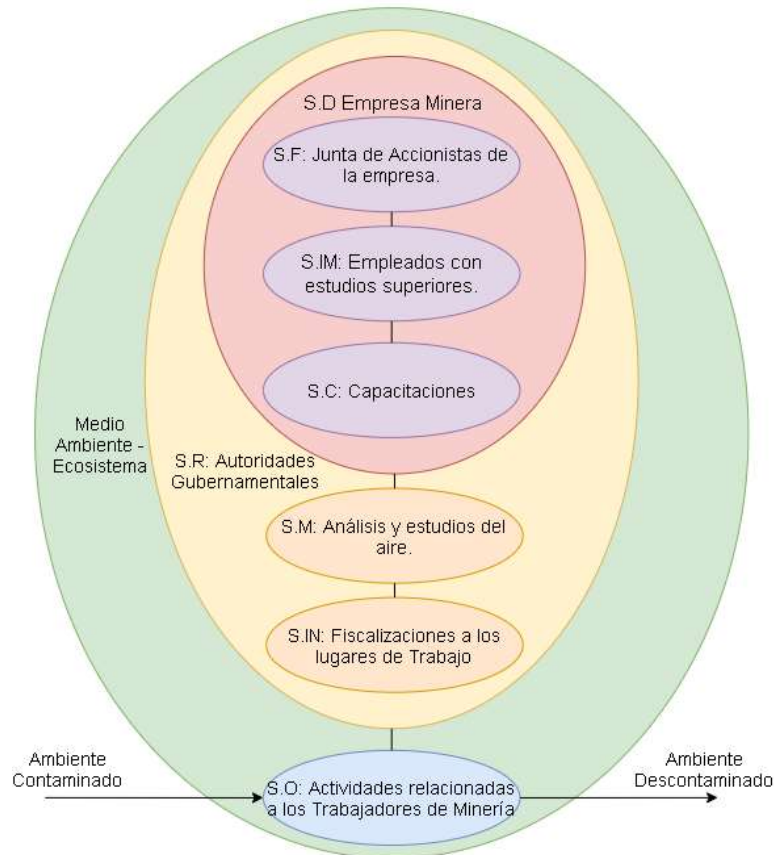 S.D Empresa Minera
S.F: Junta de Accionistas de
la empresa.
S.IM: Empleados con
estudios superiores.
S.C: Capacitaciones
Medio
Ambiente -
Ecosistema
S.R: Autoridades
Gubernamentales
S.M: Análisis y estudios del
aire.
S.IN: Fiscalizaciones a los
lugares de Trabajo
Ambiente
Contaminado
S.O: Actividades relacionadas
a los Trabajadores de Minería
Ambiente
Descontaminado